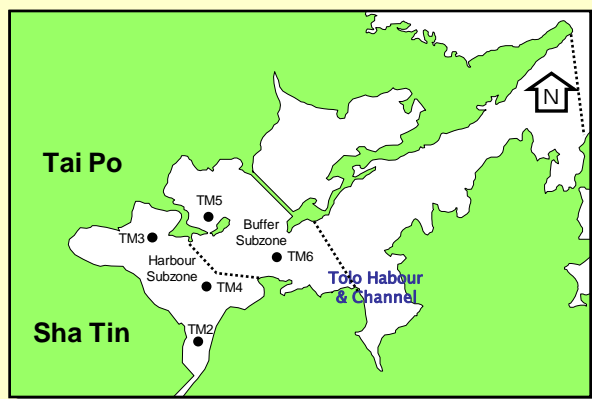 N
Tai Po
TM5
Buffer
Subzone
TM3
TM6
Harbour
Subzone
Tolo Habour
& Channel
TM4
Sha Tin
TM2